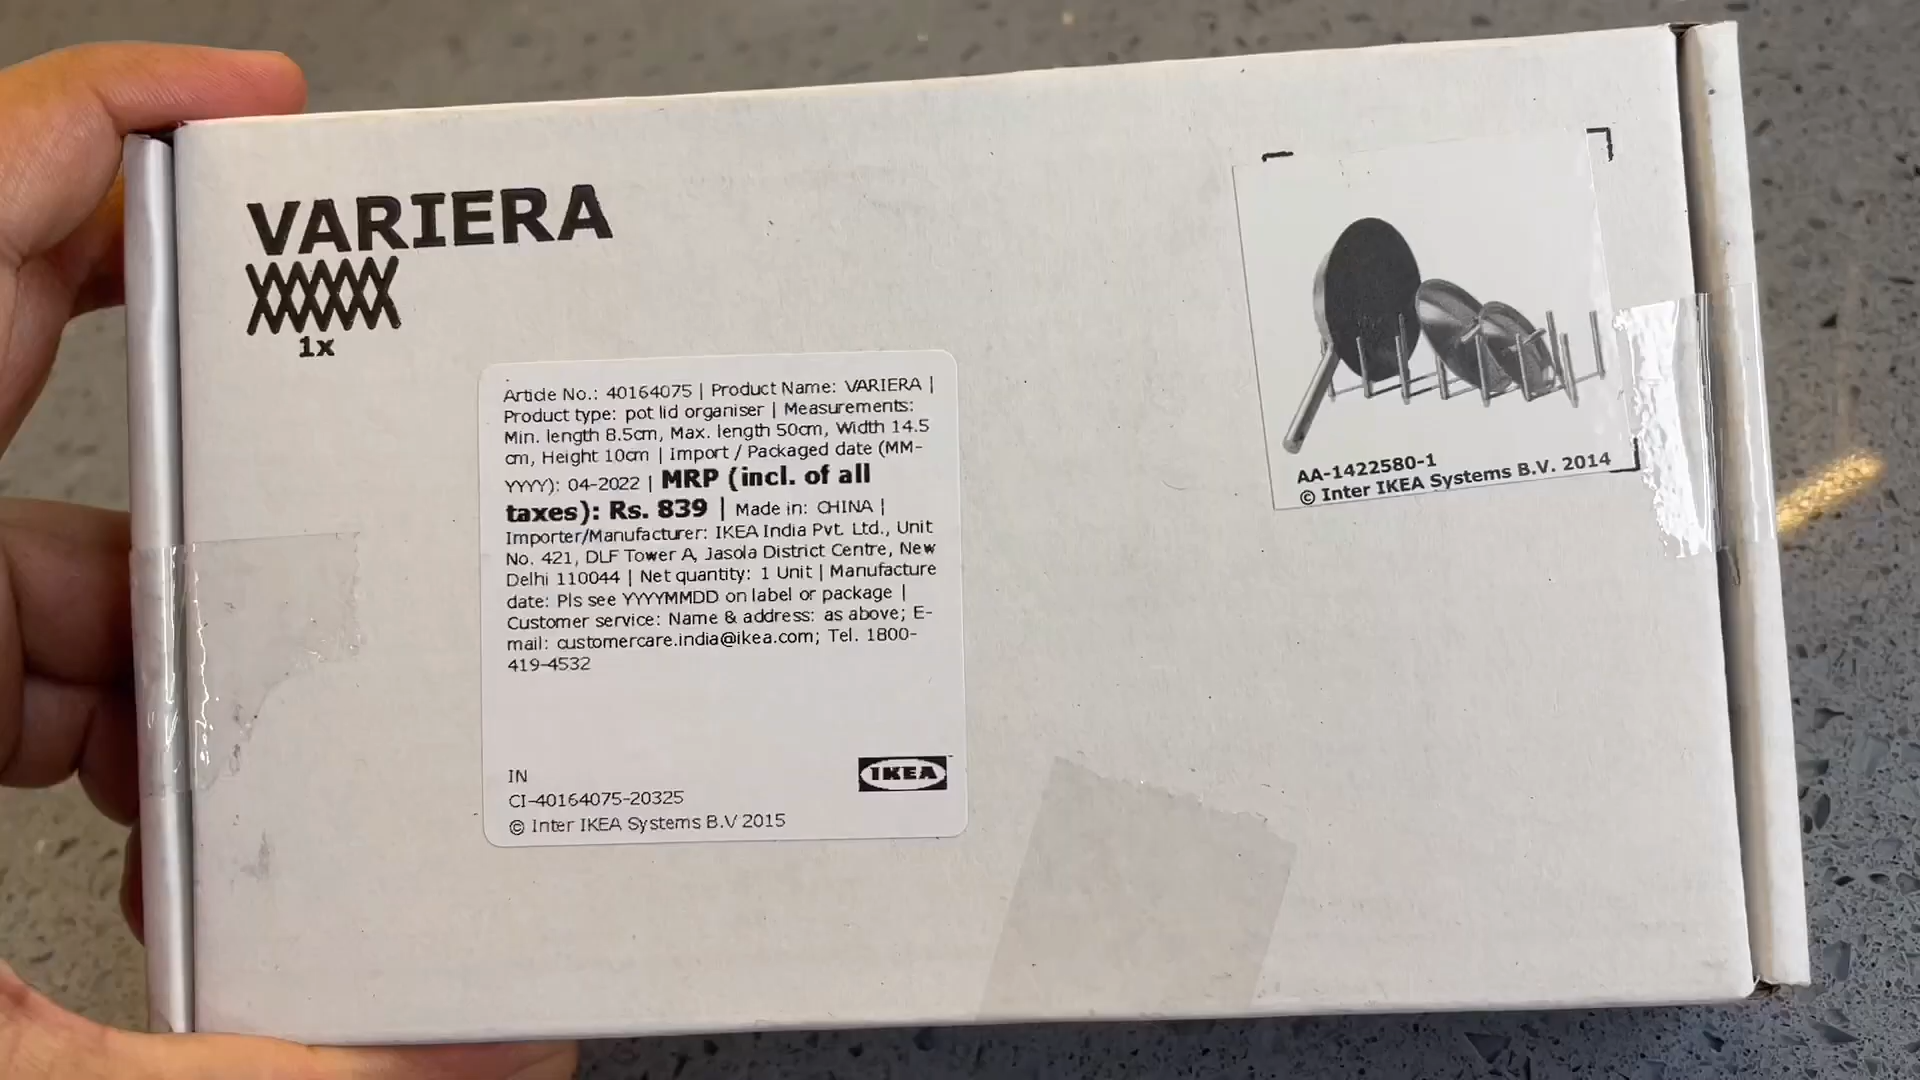 VARIERA
1x
Article No.: 40164075 | Product Name: VARIERA |
Product type: pot lid organiser | Measurements:
Min. length 8.5cm, Max. length 50cm, Width 14.5
cm, Height 10cm | Import / Packaged date (MM-
YYYY): 04-2022 | MRP (incl. of all
taxes): Rs. 839 | Made in: CHINA |
Importer/Manufacturer: IKEA India Pvt. Ltd., Unit
No. 421, DLF Tower A, Jasola District Centre, New
Delhi 110044 | Net quantity: 1 Unit | Manufacture
date: Pls see YYYYMMDD on label or package |
Customer service: Name & address: as above; E-
mail: customercare.india@ikea.com; Tel. 1800-
419-4532
IN
CI-40164075-20325
© Inter IKEA Systems B.V 2015
IKEA
AA-1422580-1
© Inter IKEA Systems B.V. 2014